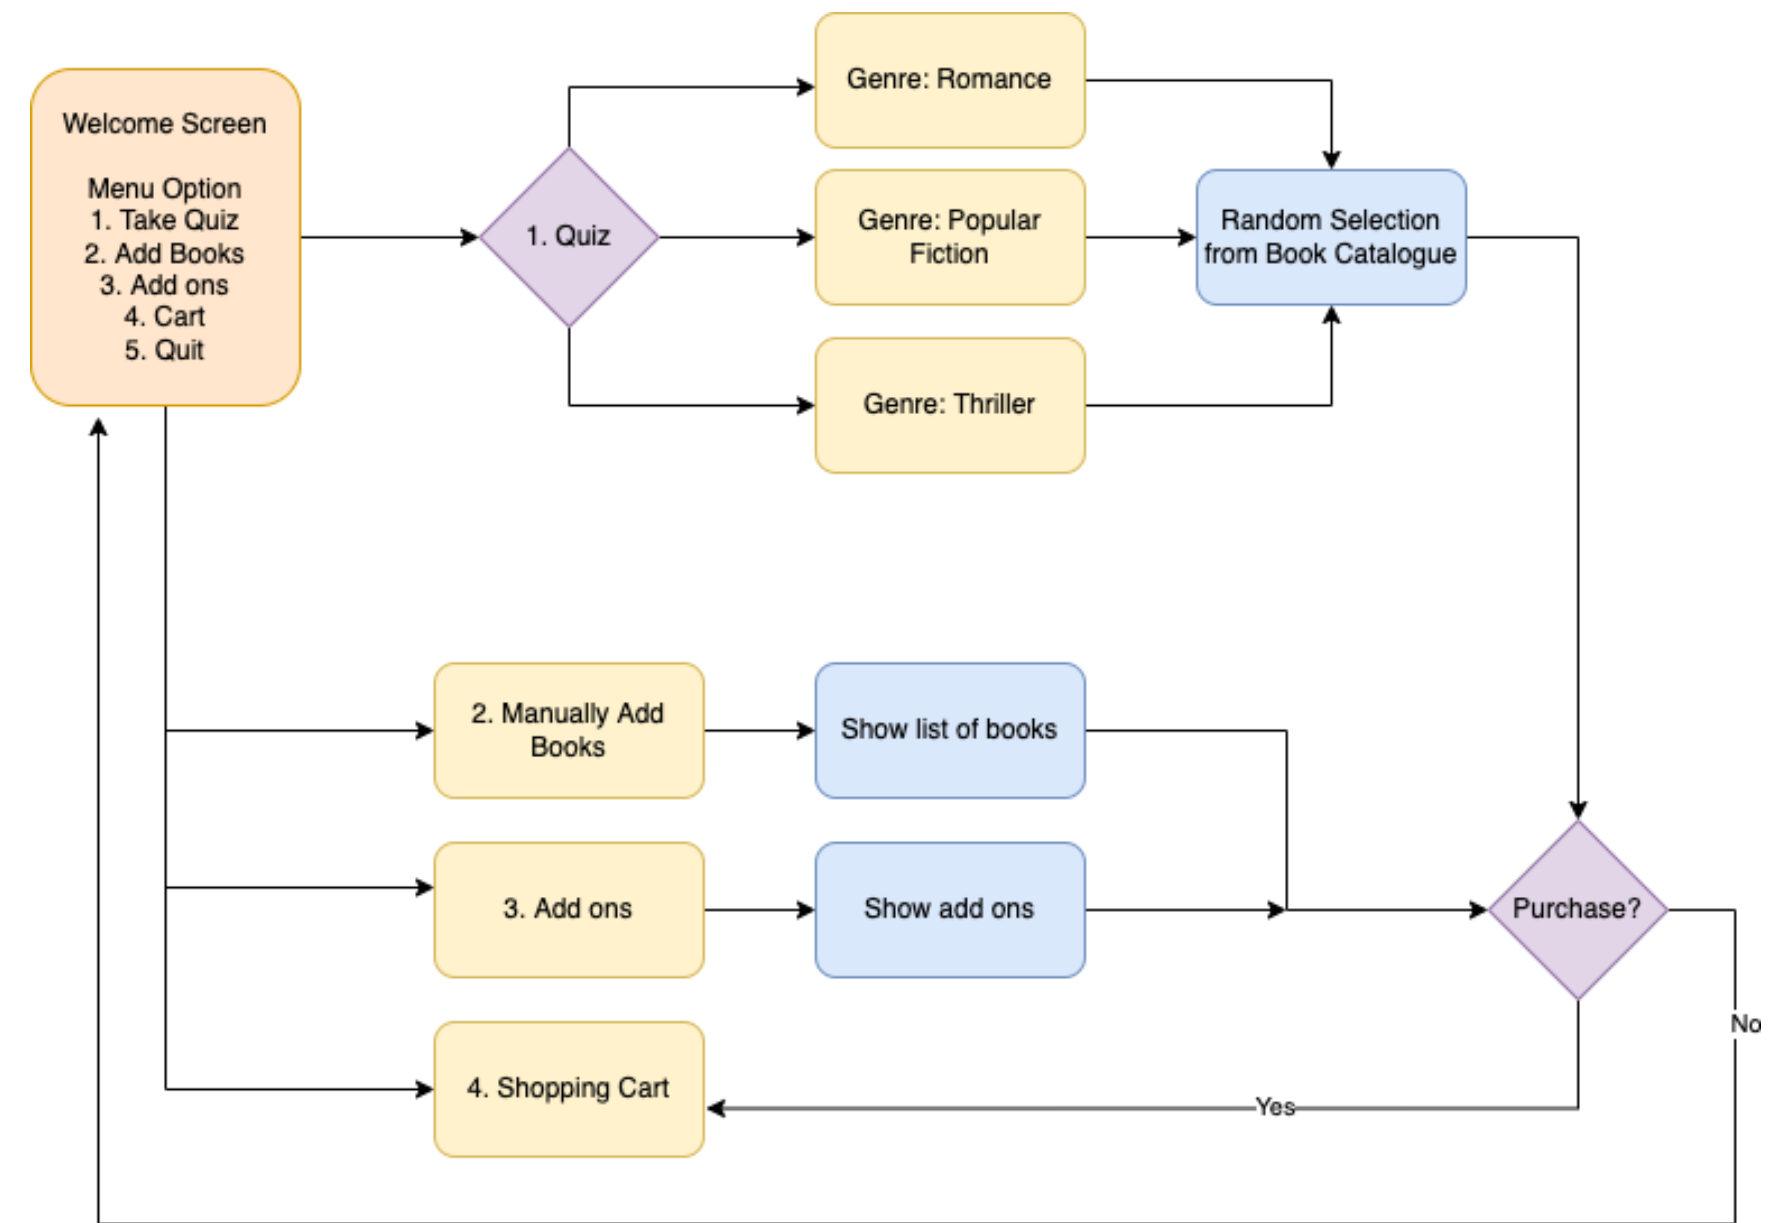 Welcome Screen
Menu Option
1. Take Quiz
2. Add Books
3. Add ons
4. Cart
5. Quit
1. Quiz
Genre: Romance
Genre: Popular
Fiction
Genre: Thriller
Random Selection
from Book Catalogue
2. Manually Add
Books
Show list of books
3. Add ons
Show add ons
Purchase?
No
4. Shopping Cart
Yes